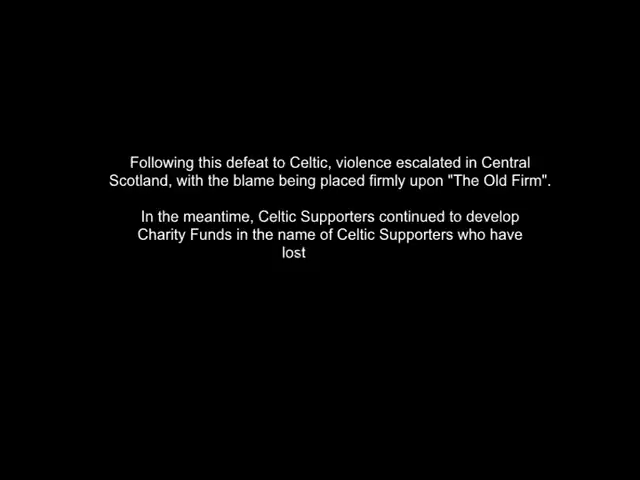 Following this defeat to Celtic, violence escalated in Central
Scotland, with the blame being placed firmly upon "The Old Firm".
In the meantime, Celtic Supporters continued to develop
Charity Funds in the name of Celtic Supporters who have
lost